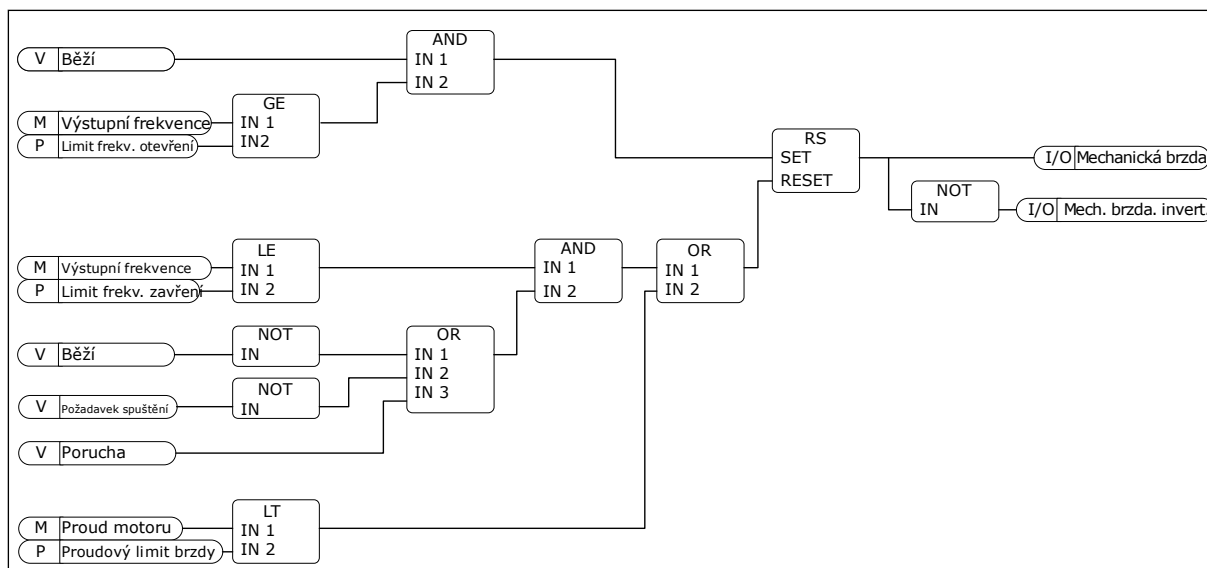 AND
V Běží
IN 1
IN 2
GE
M Výstupní frekvence
IN 1
P Limit frekv. otevření
IN2
RS
SET
RESET
I/O Mechanická brzda
NOT
IN
I/O Mech. brzda. invert.
LE
M Výstupní frekvence
IN 1
P Limit frekv. zavření
IN 2
AND
IN 1
IN 2
OR
IN 1
IN 2
V Běží
NOT
IN
OR
IN 1
IN 2
IN 3
V Požadavek spuštění
NOT
IN
V Porucha
LT
M Proud motoru
IN 1
P Proudový limit brzdy
IN 2